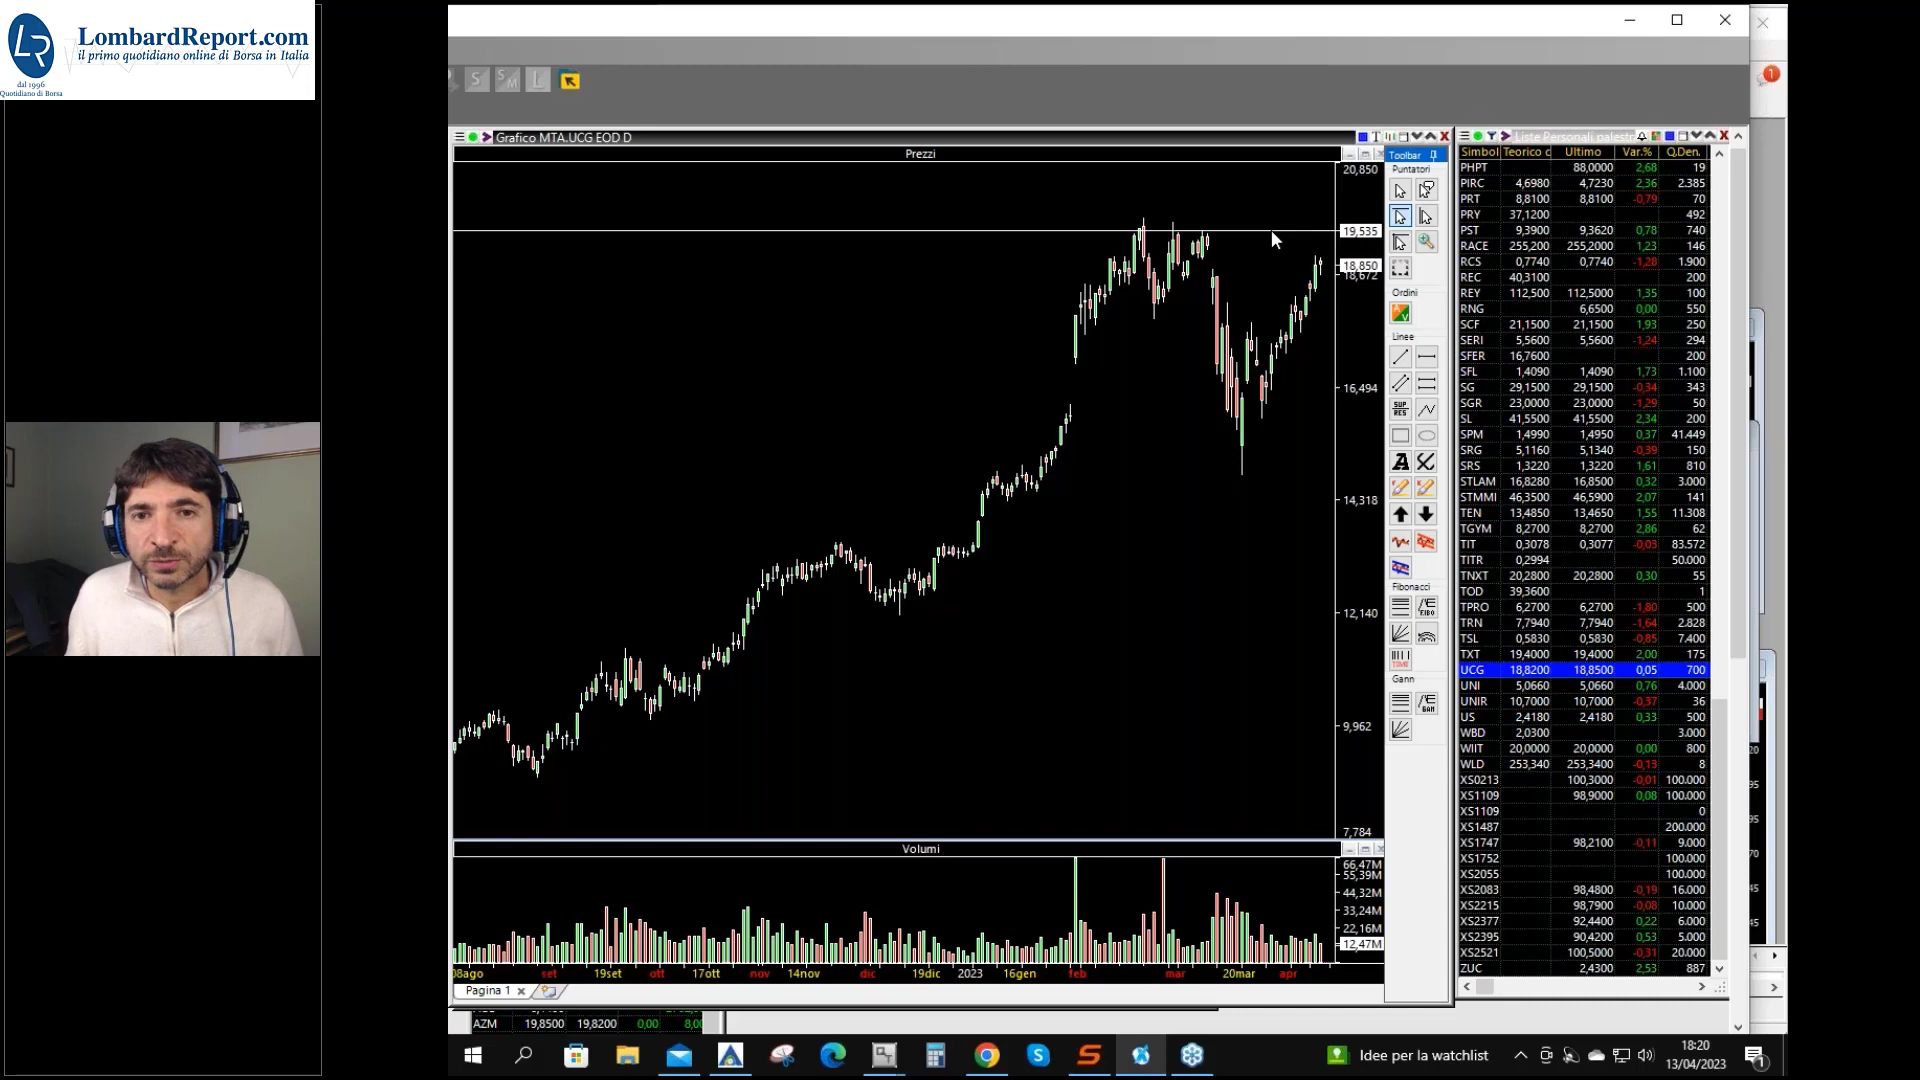 LombardReport.com
il primo quotidiano online di Borsa in Italia
dal 1996
Quotidiano di Borsa
1
S
S M
L
Grafico MTA.UCG EOD D
Prezzi
20,850
19,535
18,850
18,672
16,494
14,318
12,140
9,962
7,784
Volumi
66,47M
55,39M
44,32M
33,24M
22,16M
12,47M
08ago set 19set ott 17ott nov 14nov dic 19dic 2023 16gen feb mar 20mar apr
Pagina 1
Toolbar
Puntatori
Ordini
Linee
SUP RES
A
Fibonacci
FIBO
TIME
Gann
GAN
Liste Personali palestr
Simbol Teorico c Ultimo Var.% Q.Den.
PHPT 88,0000 2,68 19
PIRC 4,6980 4,7230 2,36 2.385
PRT 8,8100 8,8100 -0,79 70
PRY 37,1200 492
PST 9,3900 9,3620 0,78 740
RACE 255,200 255,2000 1,23 146
RCS 0,7740 0,7740 -1,28 1.900
REC 40,3100 200
REY 112,500 112,5000 1,35 100
RNG 6,6500 0,00 550
SCF 21,1500 21,1500 1,93 250
SERI 5,5600 5,5600 -1,24 294
SFER 16,7600 200
SFL 1,4090 1,4090 1,73 1.100
SG 29,1500 29,1500 -0,34 343
SGR 23,0000 23,0000 -1,29 50
SL 41,5500 41,5500 2,34 200
SPM 1,4990 1,4950 0,37 41.449
SRG 5,1160 5,1340 -0,39 150
SRS 1,3220 1,3220 1,61 810
STLAM 16,8280 16,8500 0,32 3.000
STMMI 46,3500 46,5900 2,07 141
TEN 13,4850 13,4650 1,55 11.308
TGYM 8,2700 8,2700 2,86 62
TIT 0,3078 0,3077 -0,03 83.572
TITR 0,2994 50.000
TNXT 20,2800 20,2800 0,30 55
TOD 39,3600 1
TPRO 6,2700 6,2700 -1,80 500
TRN 7,7940 7,7940 -1,64 2.828
TSL 0,5830 0,5830 -0,85 7.400
TXT 19,4000 19,4000 2,00 175
UCG 18,8200 18,8500 0,05 700
UNI 5,0660 5,0660 0,76 4.000
UNIR 10,7000 10,7000 -0,37 36
US 2,4180 2,4180 0,33 500
WBD 2,0300 3.000
WIIT 20,0000 20,0000 0,00 800
WLD 253,340 253,3400 -0,13 8
XS0213 100,3000 -0,01 100.000
XS1109 98,9000 0,08 100.000
XS1109 0
XS1487 200.000
XS1747 98,2100 -0,11 9.000
XS1752 100.000
XS2055 100.000
XS2083 98,4800 -0,19 16.000
XS2215 98,7900 -0,08 10.000
XS2377 92,4400 0,22 6.000
XS2395 90,4200 0,53 5.000
XS2521 100,5000 -0,31 20.000
ZUC 2,4300 2,53 887
AZM 19,8500 19,8200 0,00 8,00
Idee per la watchlist
18:20
13/04/2023
1